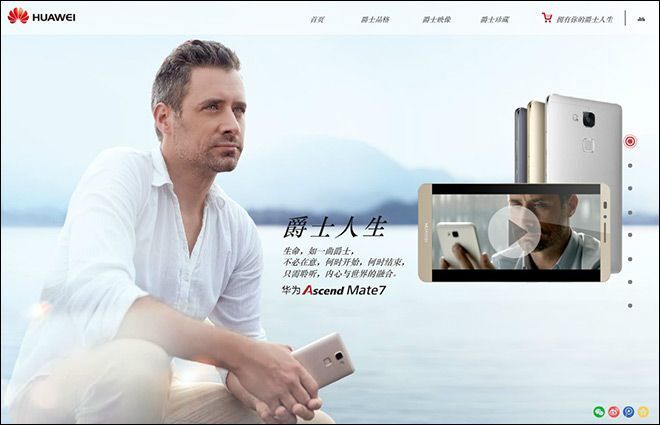 HUAWEI
首页 爵士品格 爵士映像 爵士珍藏 拥有你的爵士人生
爵士人生
生命，如一曲爵士，
不必在意，何时开始，何时结束，
只需聆听，内心与世界的融合。
华为 Ascend Mate7
HUAWEI